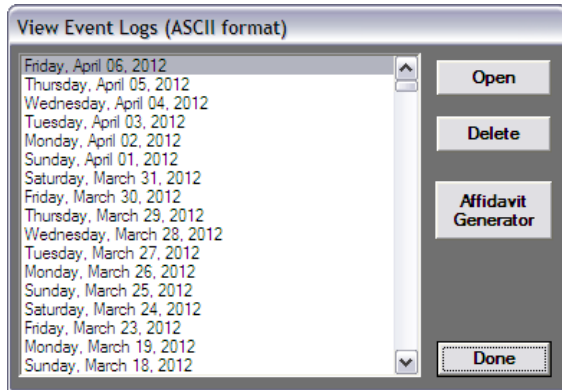 View Event Logs (ASCII format)
Friday, April 06, 2012
Thursday, April 05, 2012
Wednesday, April 04, 2012
Tuesday, April 03, 2012
Monday, April 02, 2012
Sunday, April 01, 2012
Saturday, March 31, 2012
Friday, March 30, 2012
Thursday, March 29, 2012
Wednesday, March 28, 2012
Tuesday, March 27, 2012
Monday, March 26, 2012
Sunday, March 25, 2012
Saturday, March 24, 2012
Friday, March 23, 2012
Monday, March 19, 2012
Sunday, March 18, 2012
Open
Delete
Affidavit
Generator
Done